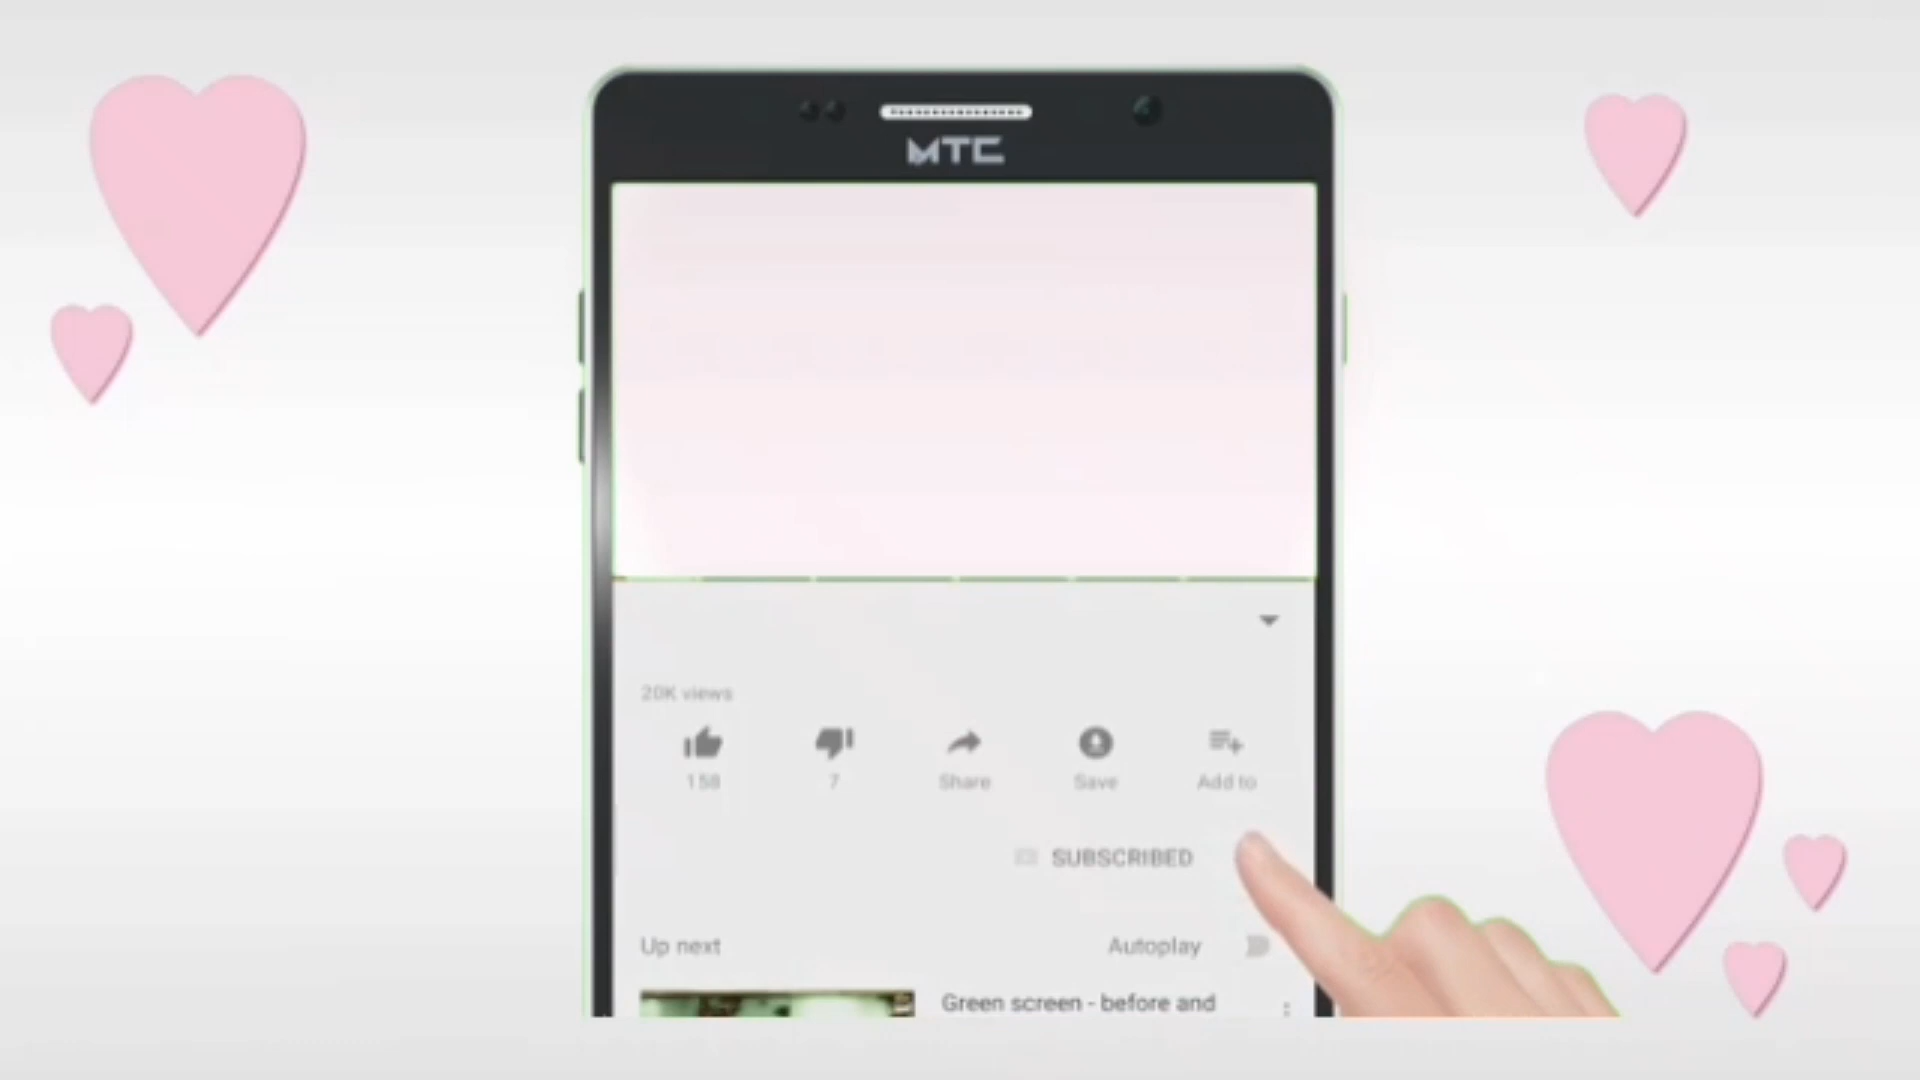 MTC
20K views
158
7
Share
Save
Add to
SUBSCRIBED
Up next
Autoplay
Green screen - before and